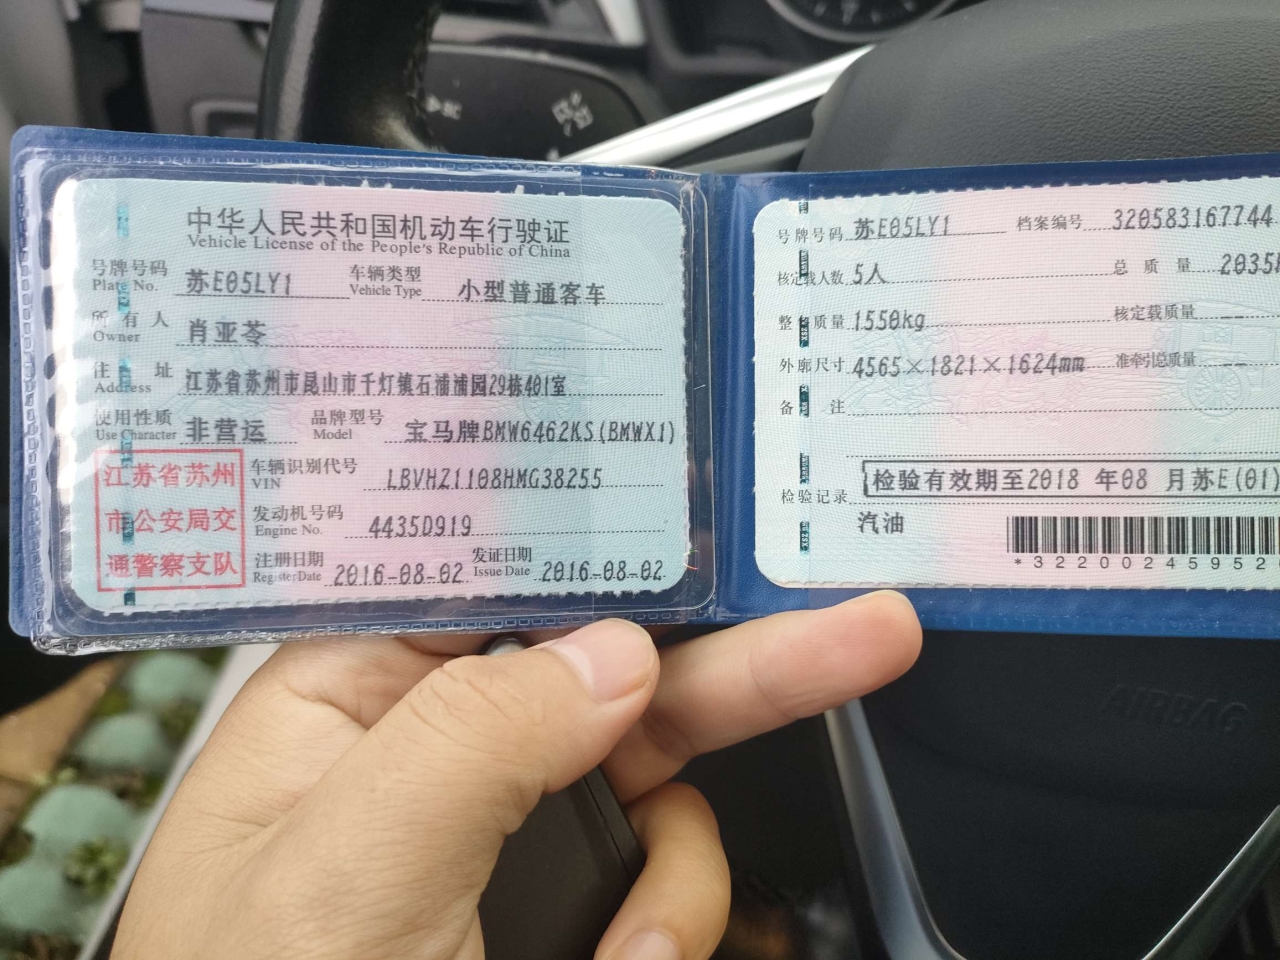 中华人民共和国机动车行驶证
Vehicle License of the People's Republic of China
号牌号码 苏E05LY1 车辆类型 小型普通客车
Plate No. Vehicle Type
所有人 肖亚苓
Owner
住址 江苏省苏州市昆山市千灯镇石浦浦园29栋401室
Address
使用性质 非营运 品牌型号 宝马牌BMW6462KS(BMWX1)
Use Character Model
江苏省苏州
市公安局交
通警察支队
车辆识别代号 LBVHZ1108HMG38255
VIN
发动机号码 4435D919
Engine No.
注册日期 2016-08-02 发证日期 2016-08-02
Register Date Issue Date
号牌号码 苏E05LY1 档案编号 320583167744
核定载人数 5人 总质量 2035k
整备质量 1550kg 核定载质量 --
外廓尺寸 4565×1821×1624mm 准牵引总质量 --
备注
检验记录 检验有效期至2018 年08 月苏E(01)
汽油
*322002459520
AIRBAG